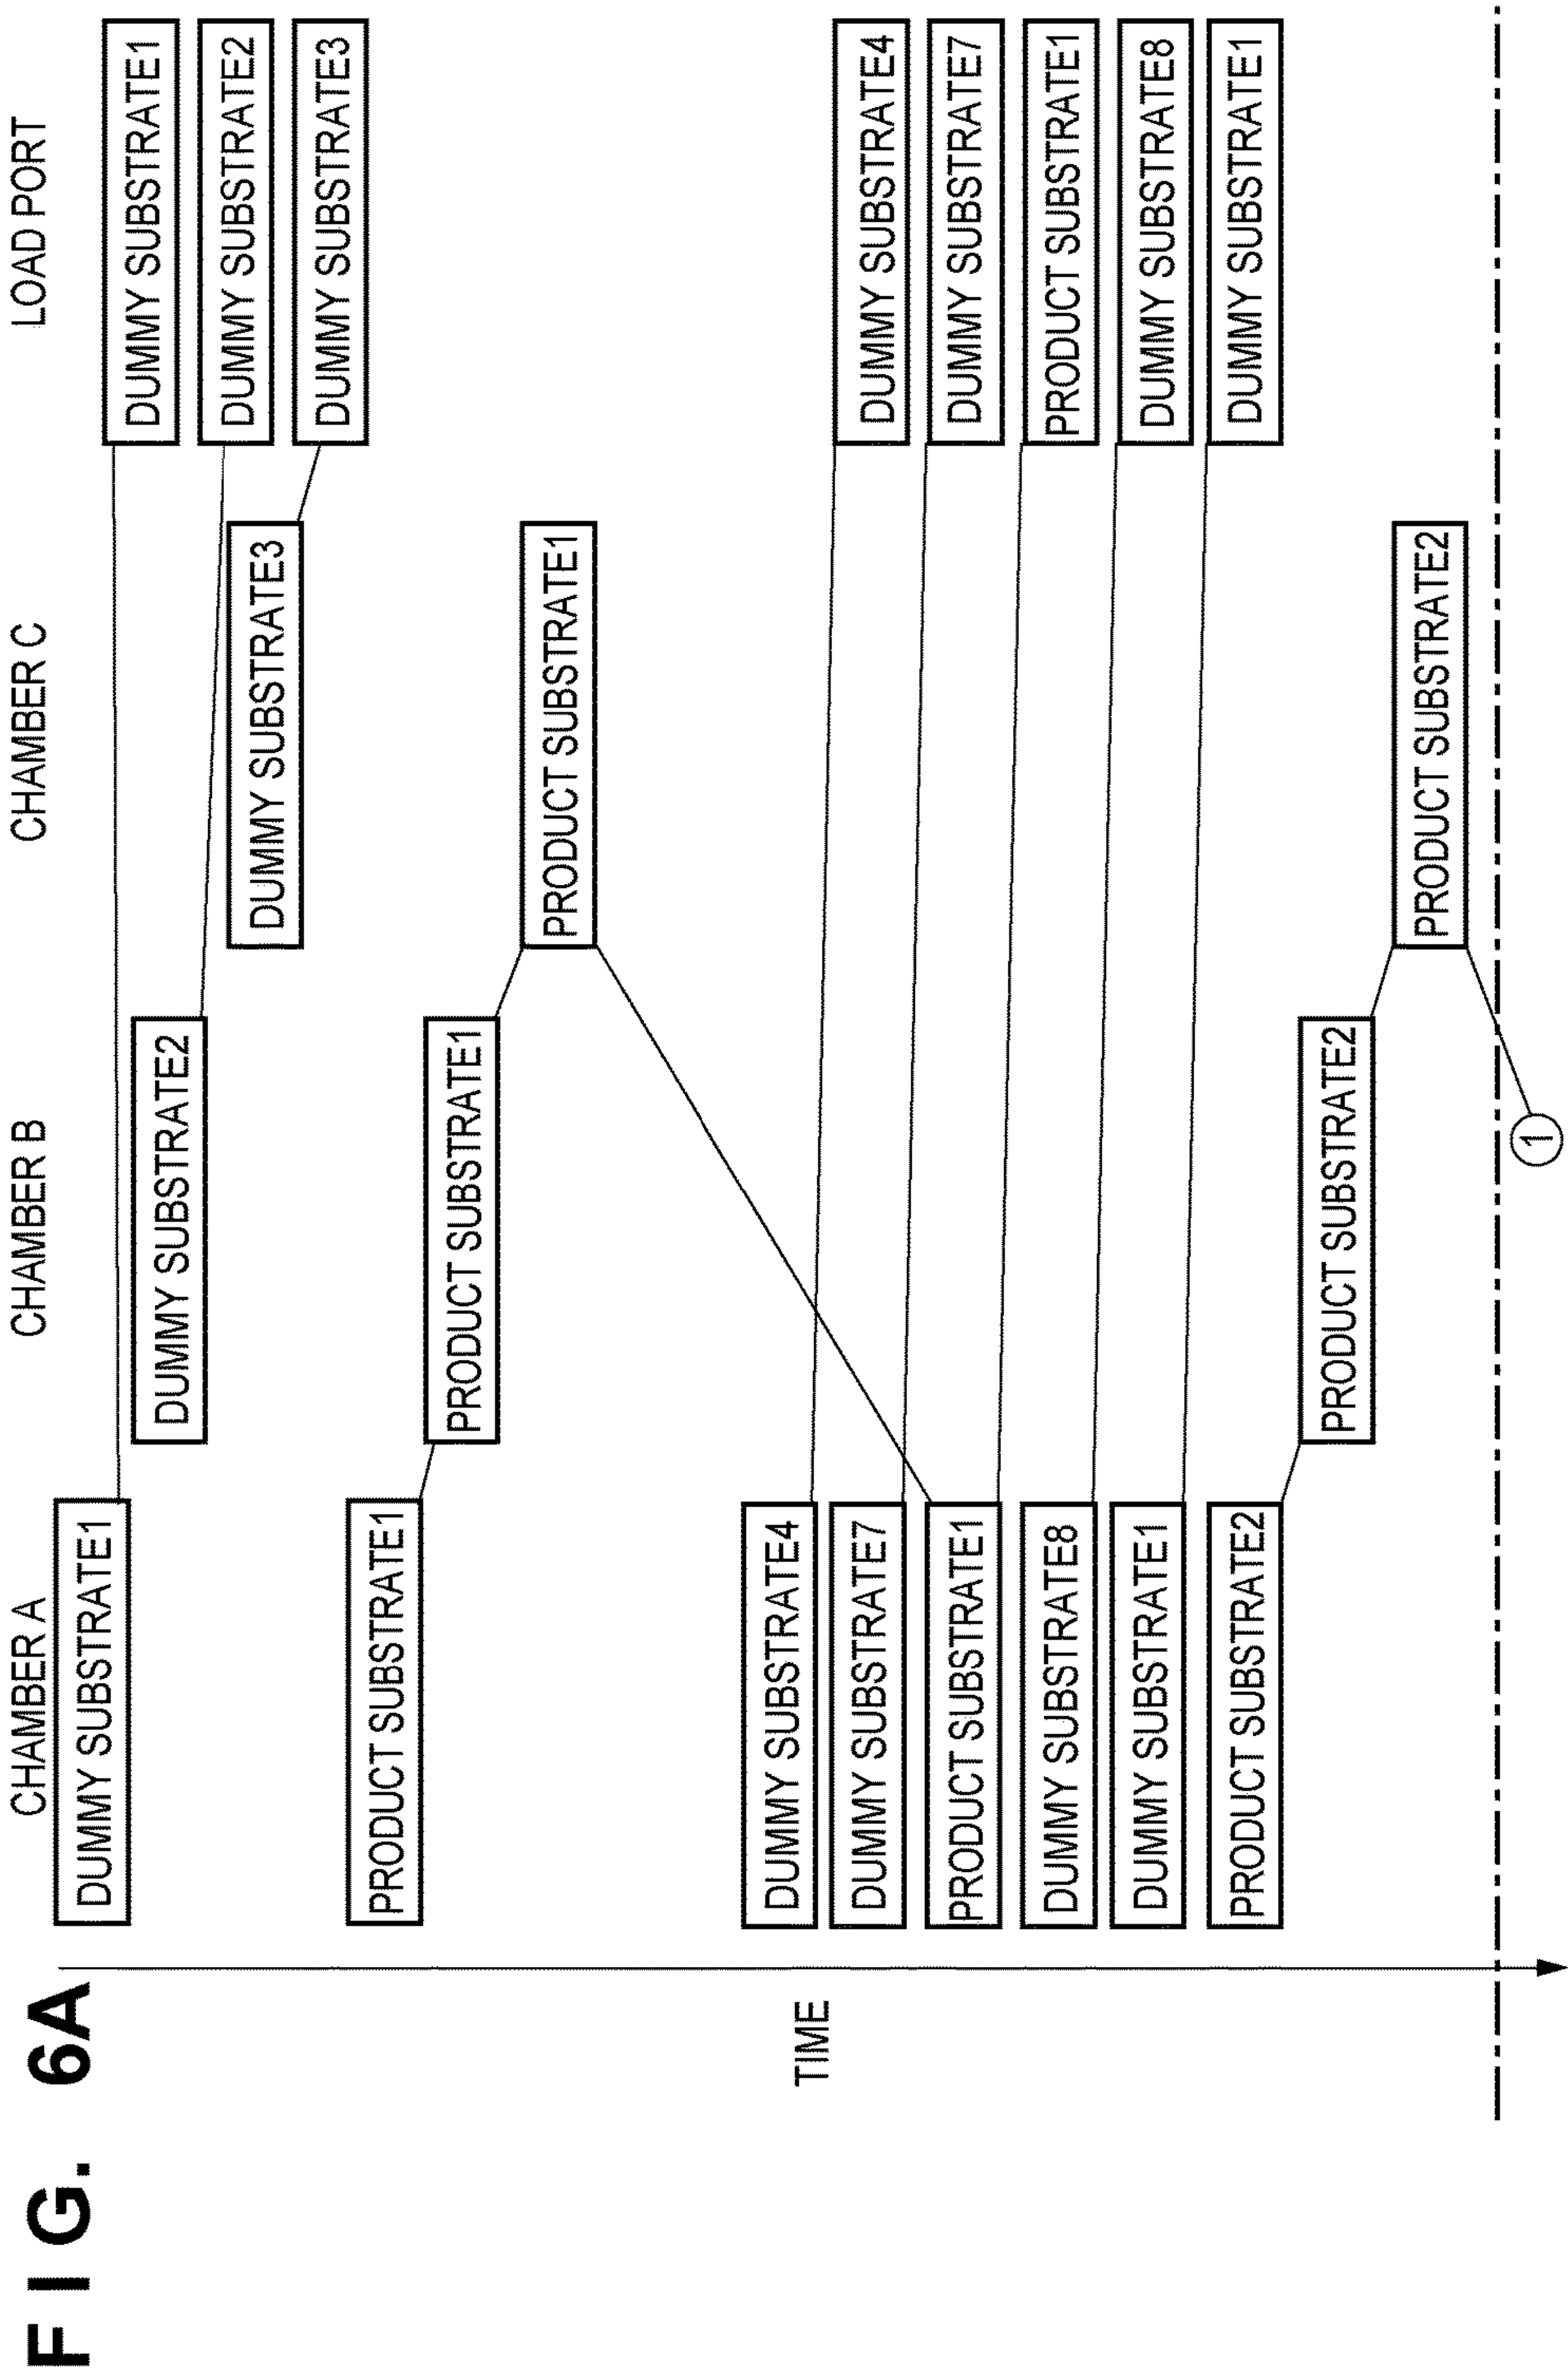 FIG. 6A
CHAMBER A
CHAMBER B
CHAMBER C
LOAD PORT
TIME
DUMMY SUBSTRATE1
DUMMY SUBSTRATE1
DUMMY SUBSTRATE2
DUMMY SUBSTRATE2
DUMMY SUBSTRATE3
DUMMY SUBSTRATE3
PRODUCT SUBSTRATE1
PRODUCT SUBSTRATE1
PRODUCT SUBSTRATE1
DUMMY SUBSTRATE4
DUMMY SUBSTRATE4
DUMMY SUBSTRATE7
DUMMY SUBSTRATE7
PRODUCT SUBSTRATE1
PRODUCT SUBSTRATE1
DUMMY SUBSTRATE8
DUMMY SUBSTRATE8
DUMMY SUBSTRATE1
DUMMY SUBSTRATE1
PRODUCT SUBSTRATE2
PRODUCT SUBSTRATE2
PRODUCT SUBSTRATE2
1